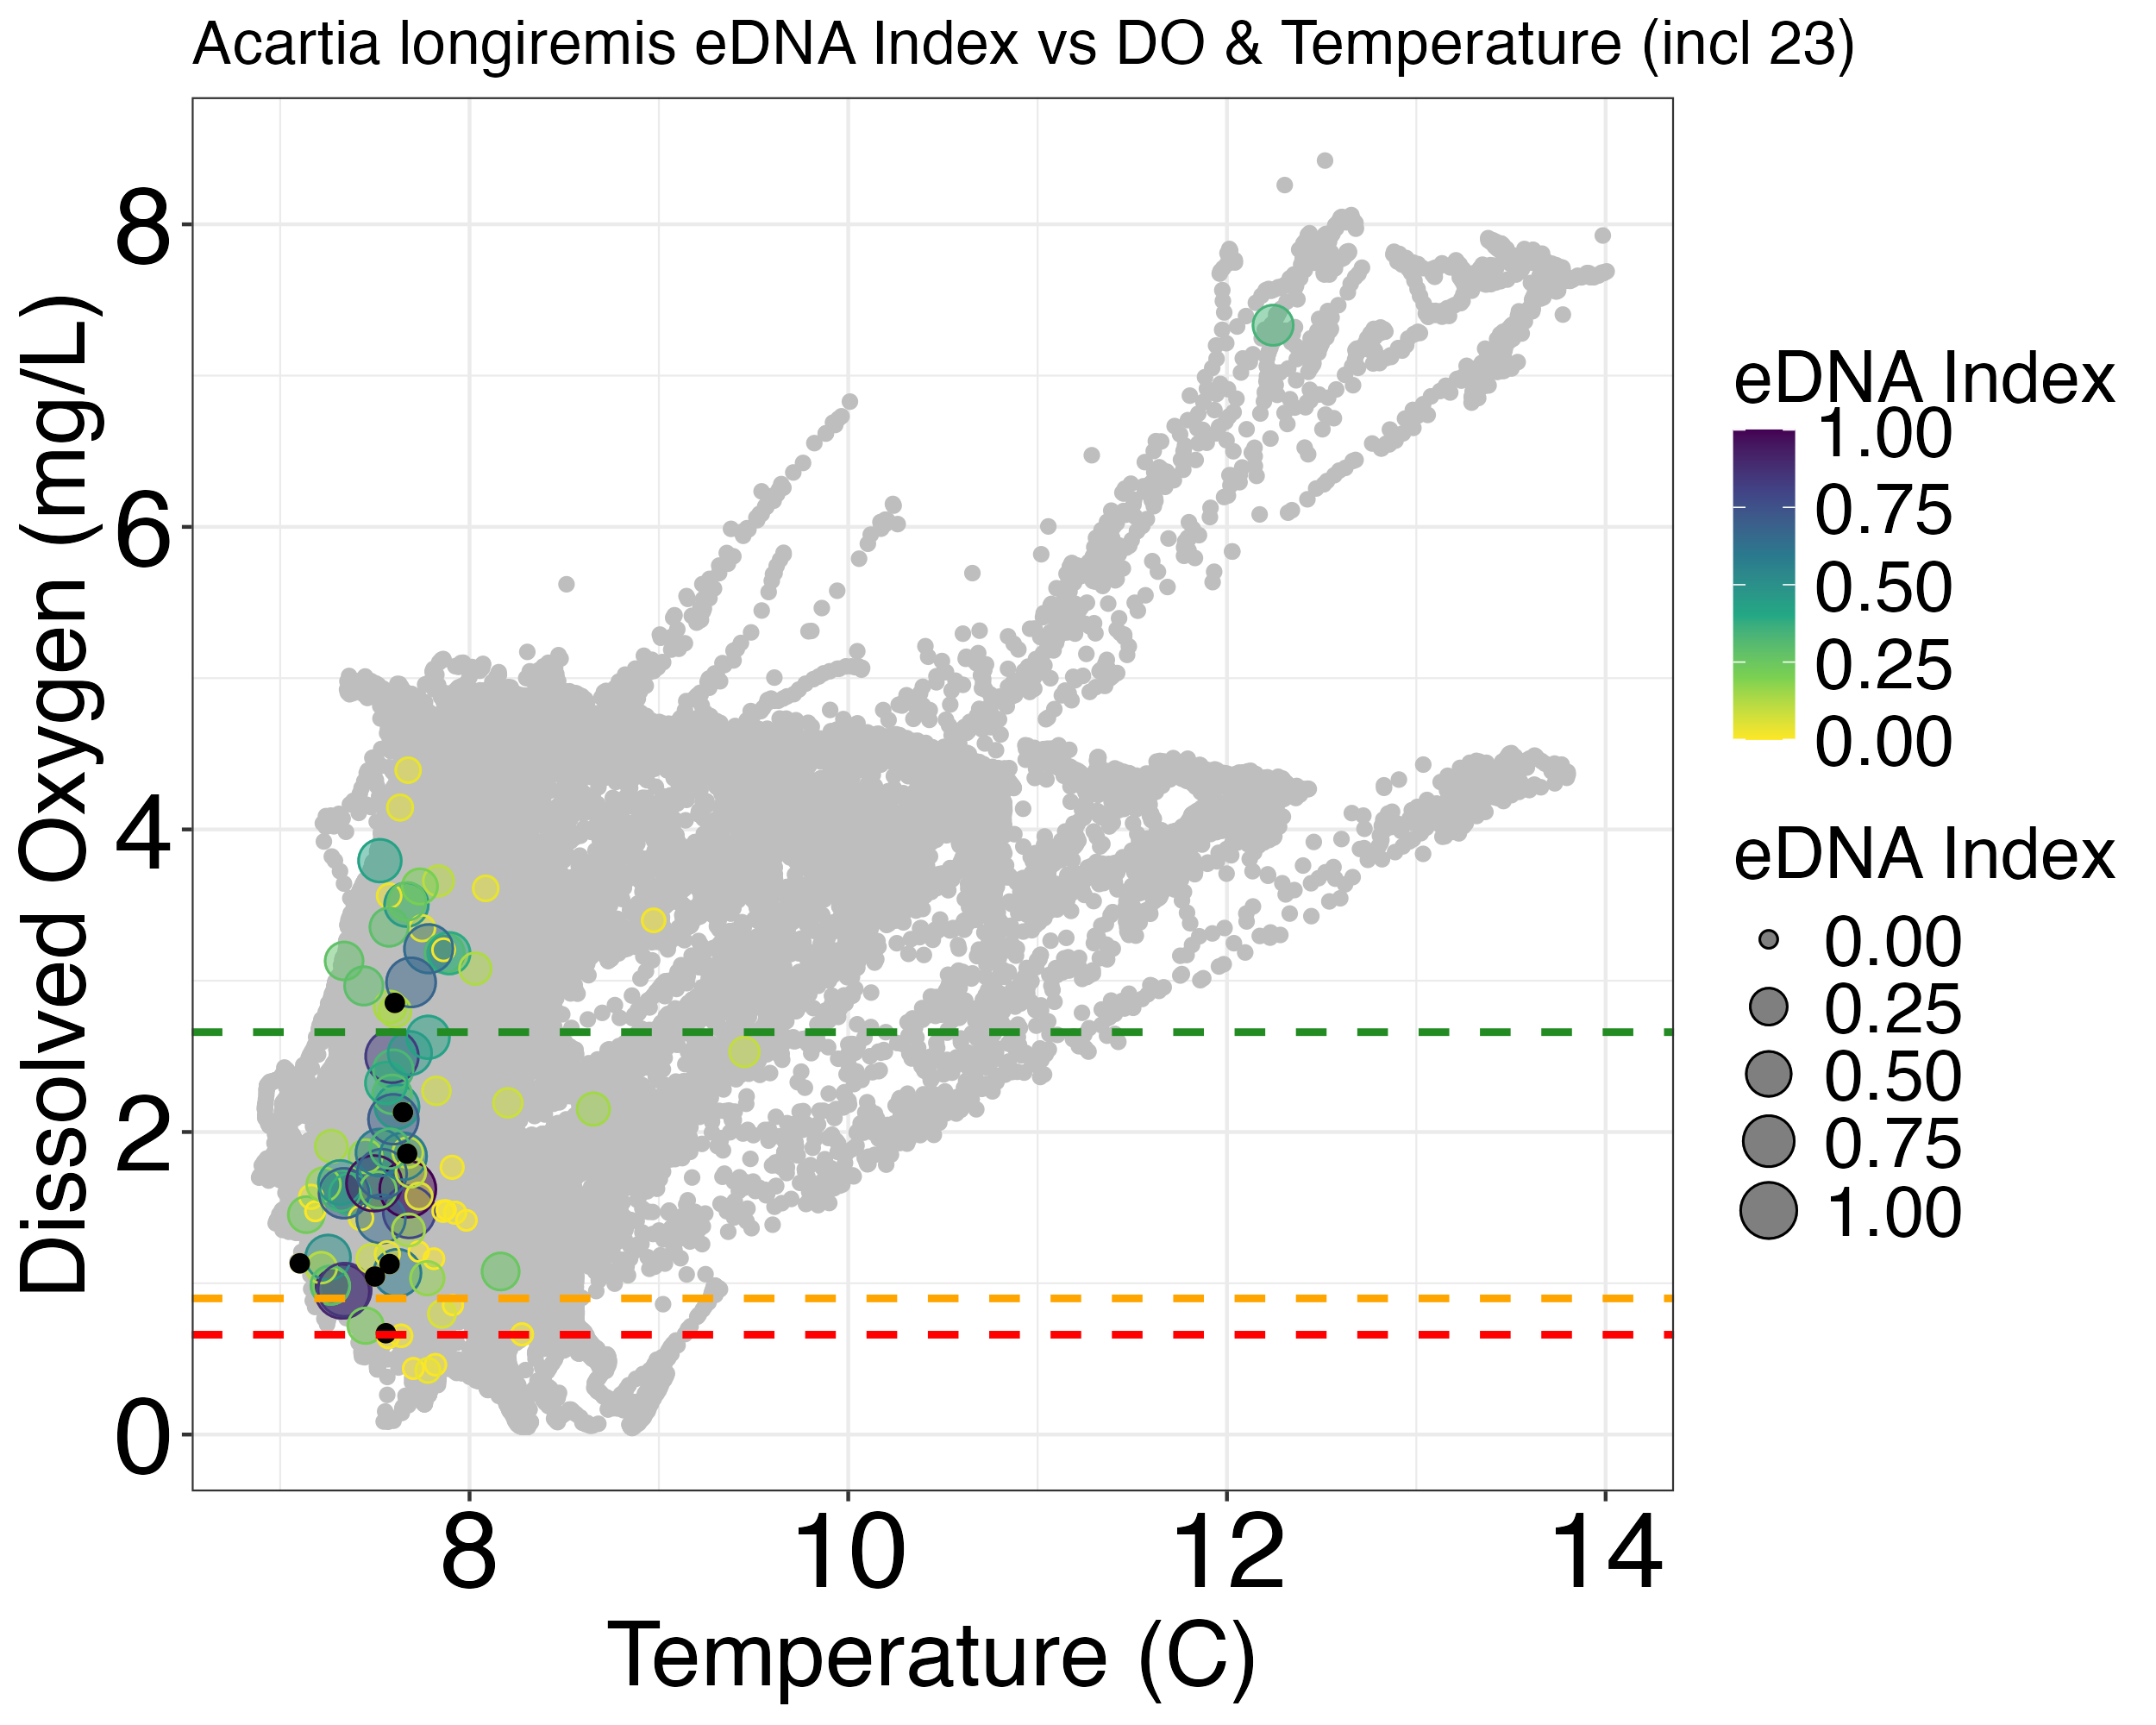 Acartia longiremis eDNA Index vs DO & Temperature (incl 23)
Dissolved Oxygen (mg/L)
8
6
4
2
0
8 10 12 14
Temperature (C)
eDNA Index
1.00
0.75
0.50
0.25
0.00
eDNA Index
0.00
0.25
0.50
0.75
1.00